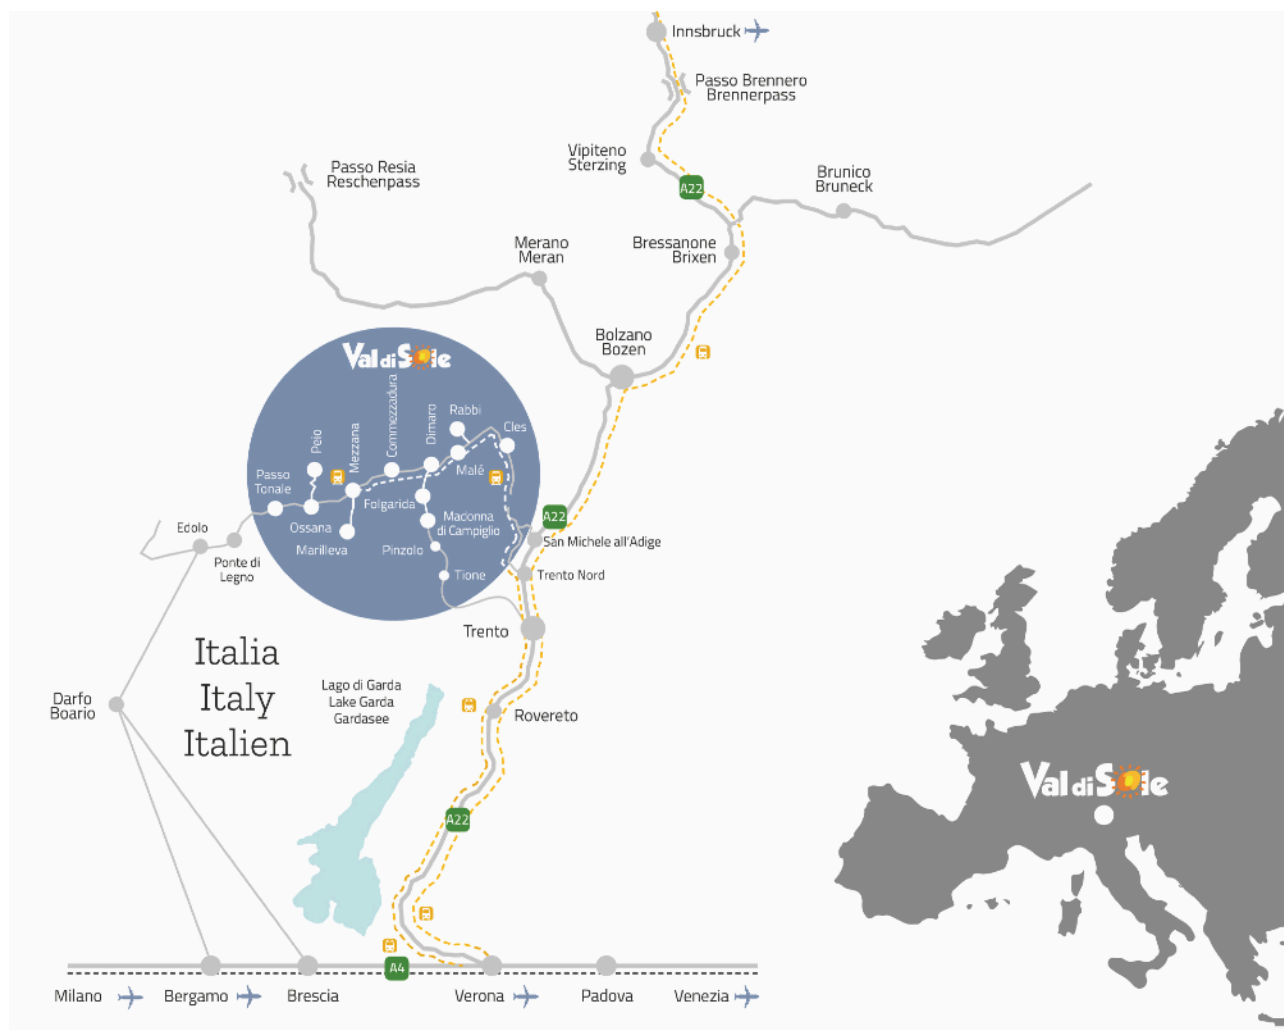 Innsbruck
Passo Brennero
Brennerpass
Vipiteno
Sterzing
A22
Passo Resia
Reschenpass
Brunico
Bruneck
Merano
Meran
Bressanone
Brixen
Bolzano
Bozen
Val di Sole
Rabbi
Cles
Commezzadura
Dimaro
Peio
Mezzana
Malé
Passo
Tonale
Folgarida
Ossana
Madonna
di Campiglio
Marilleva
Pinzolo
Tione
A22
San Michele all'Adige
Trento Nord
Edolo
Ponte di
Legno
Trento
Italia
Italy
Italien
Lago di Garda
Lake Garda
Gardasee
Darfo
Boario
Rovereto
A22
Val di Sole
A4
Milano
Bergamo
Brescia
Verona
Padova
Venezia